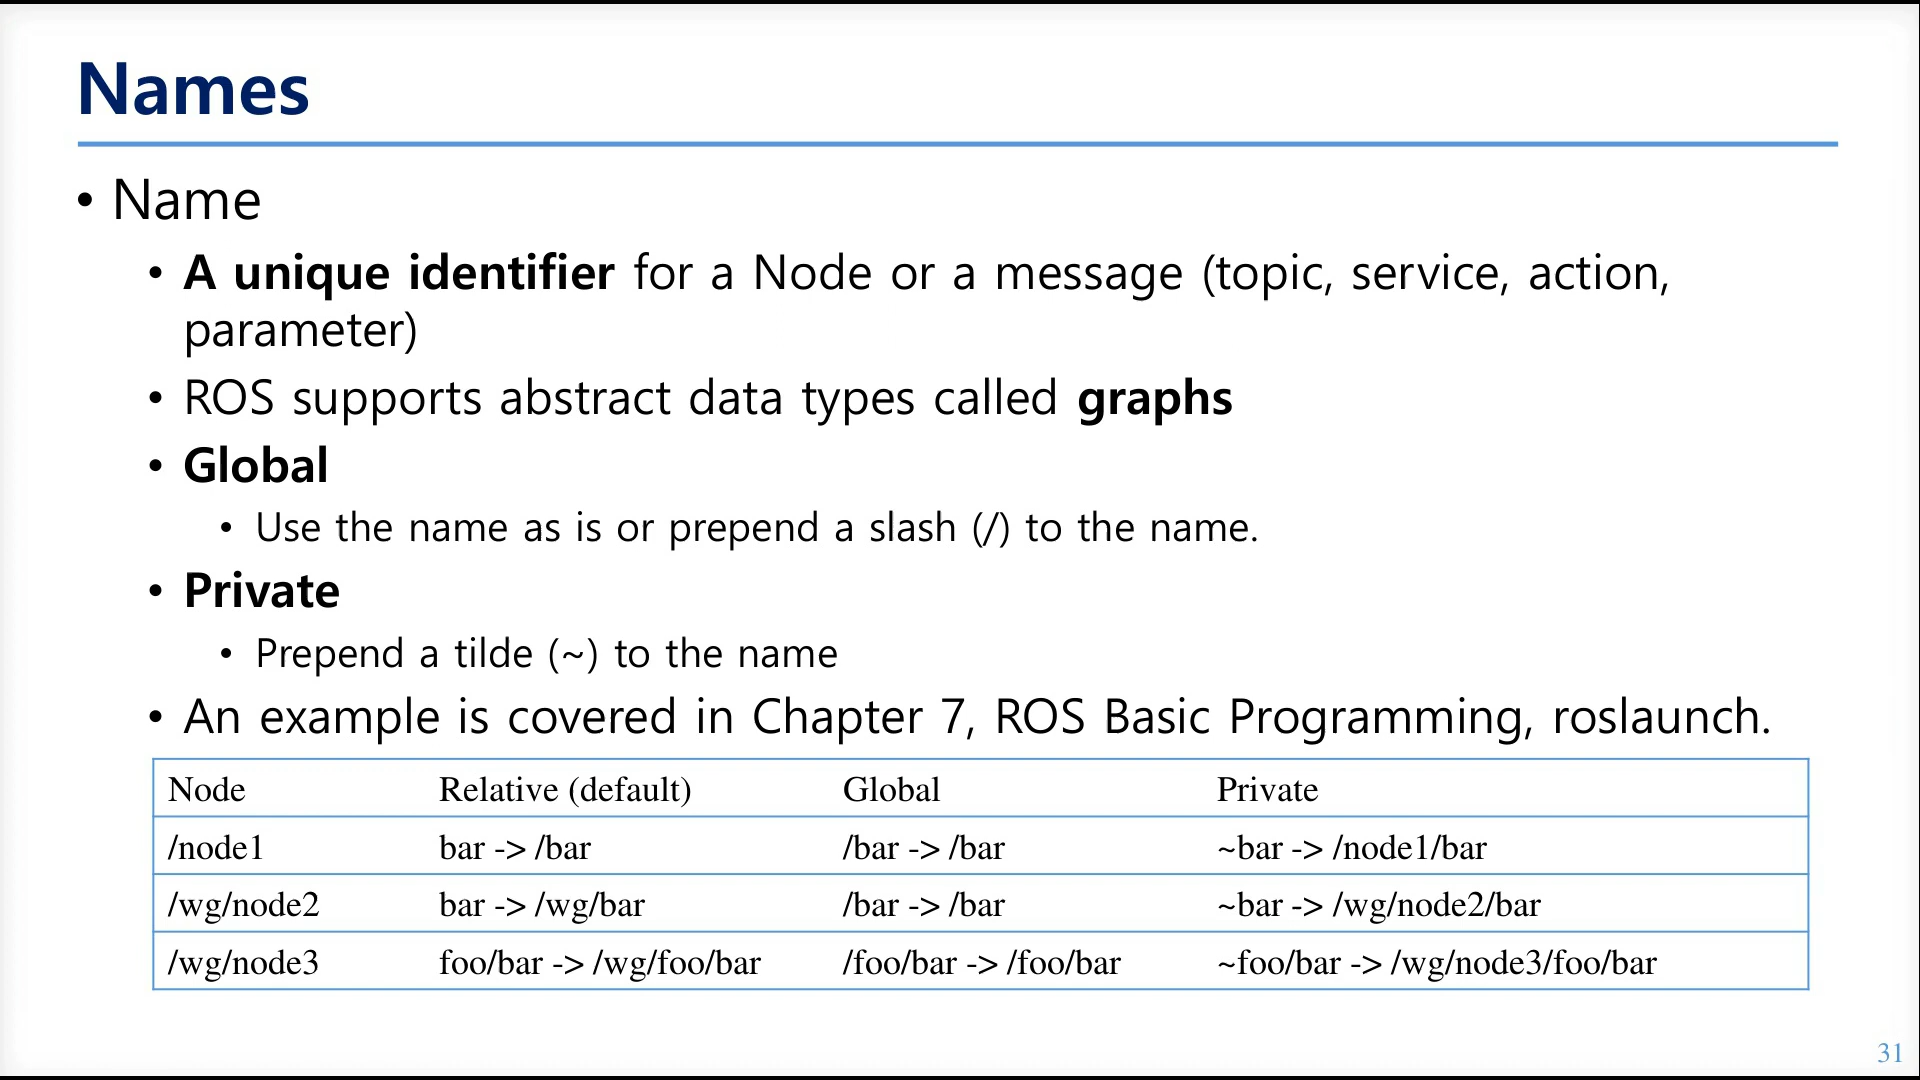 Names
• Name
• A unique identifier for a Node or a message (topic, service, action,
parameter)
• ROS supports abstract data types called graphs
• Global
• Use the name as is or prepend a slash (/) to the name.
• Private
• Prepend a tilde (~) to the name
• An example is covered in Chapter 7, ROS Basic Programming, roslaunch.
Node Relative (default) Global Private
/node1 bar -> /bar /bar -> /bar ~bar -> /node1/bar
/wg/node2 bar -> /wg/bar /bar -> /bar ~bar -> /wg/node2/bar
/wg/node3 foo/bar -> /wg/foo/bar /foo/bar -> /foo/bar ~foo/bar -> /wg/node3/foo/bar
31